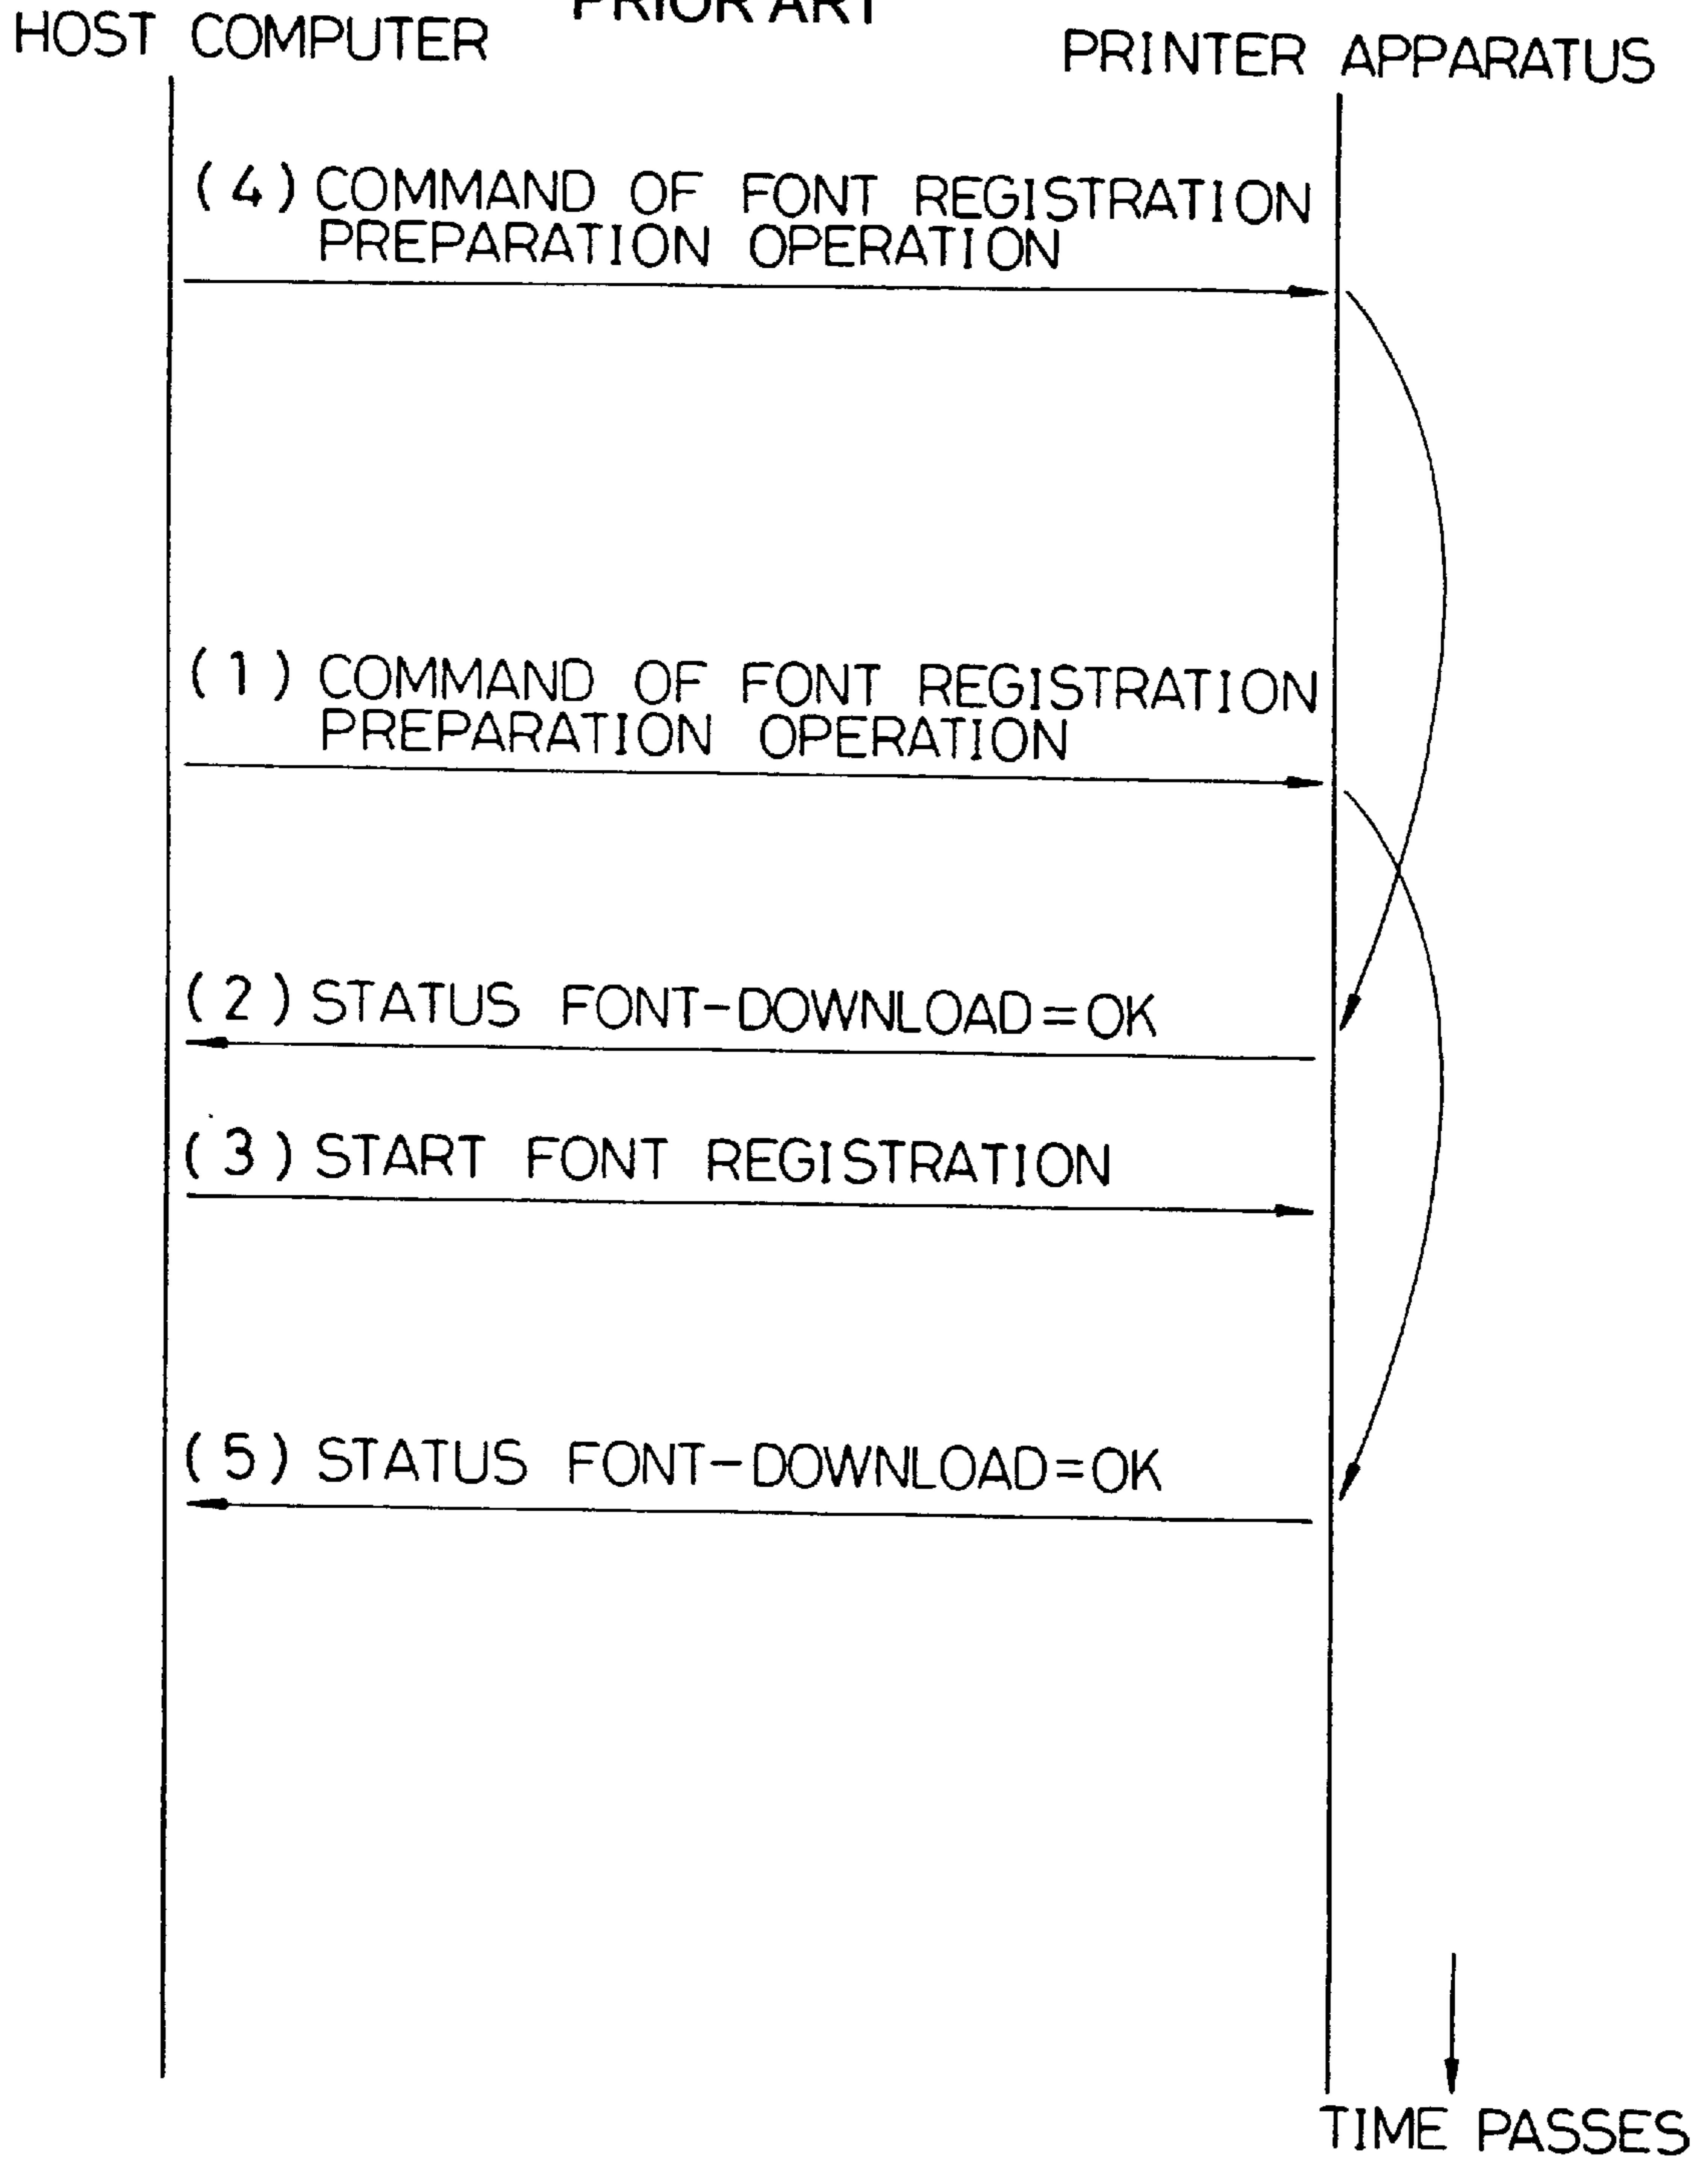 PRIOR ART
HOST COMPUTER
PRINTER APPARATUS
(4) COMMAND OF FONT REGISTRATION
PREPARATION OPERATION
(1) COMMAND OF FONT REGISTRATION
PREPARATION OPERATION
(2) STATUS FONT-DOWNLOAD=OK
(3) START FONT REGISTRATION
(5) STATUS FONT-DOWNLOAD=OK
TIME PASSES